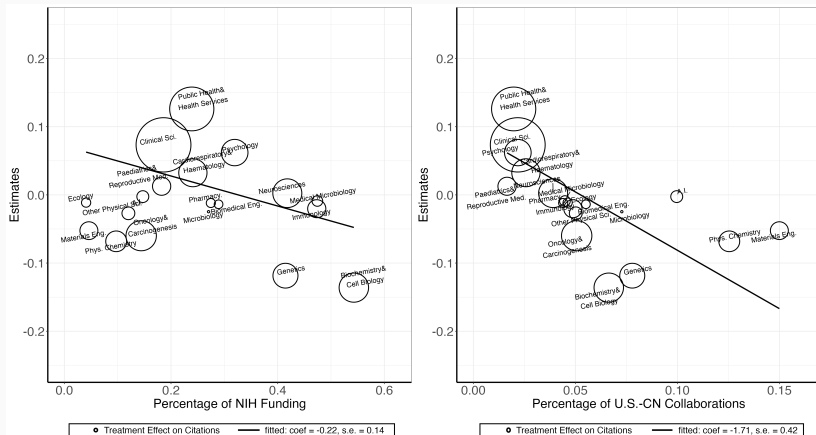 0.2
0.1
0.0
-0.1
-0.2
Estimates
Public Health&
Health Services
Clinical Sci.
Psychology
Cardiorespiratory&
Haematology
Paediatrics&
Reproductive Med.
Neurosciences
Ecology
Other Physical Sci.
Pharmacy
Medical Microbiology
Biomedical Eng.
Microbiology
Immunology
Oncology&
Carcinogenesis
Materials Eng.
Phys. Chemistry
Genetics
Biochemistry&
Cell Biology
0.0
0.2
0.4
0.6
Percentage of NIH Funding
Treatment Effect on Citations
fitted: coef = -0.22, s.e. = 0.14
0.2
0.1
0.0
-0.1
-0.2
Estimates
Public Health&
Health Services
Clinical Sci.
Psychology
Cardiorespiratory&
Haematology
Paediatrics&
Reproductive Med.
Neurosciences
Medical Microbiology
Pharmacy
Ecology
Biomedical Eng.
Other Physical Sci.
Microbiology
A.I.
Oncology&
Carcinogenesis
Phys. Chemistry
Materials Eng.
Genetics
Biochemistry&
Cell Biology
0.00
0.05
0.10
0.15
Percentage of U.S.-CN Collaborations
Treatment Effect on Citations
fitted: coef = -1.71, s.e. = 0.42